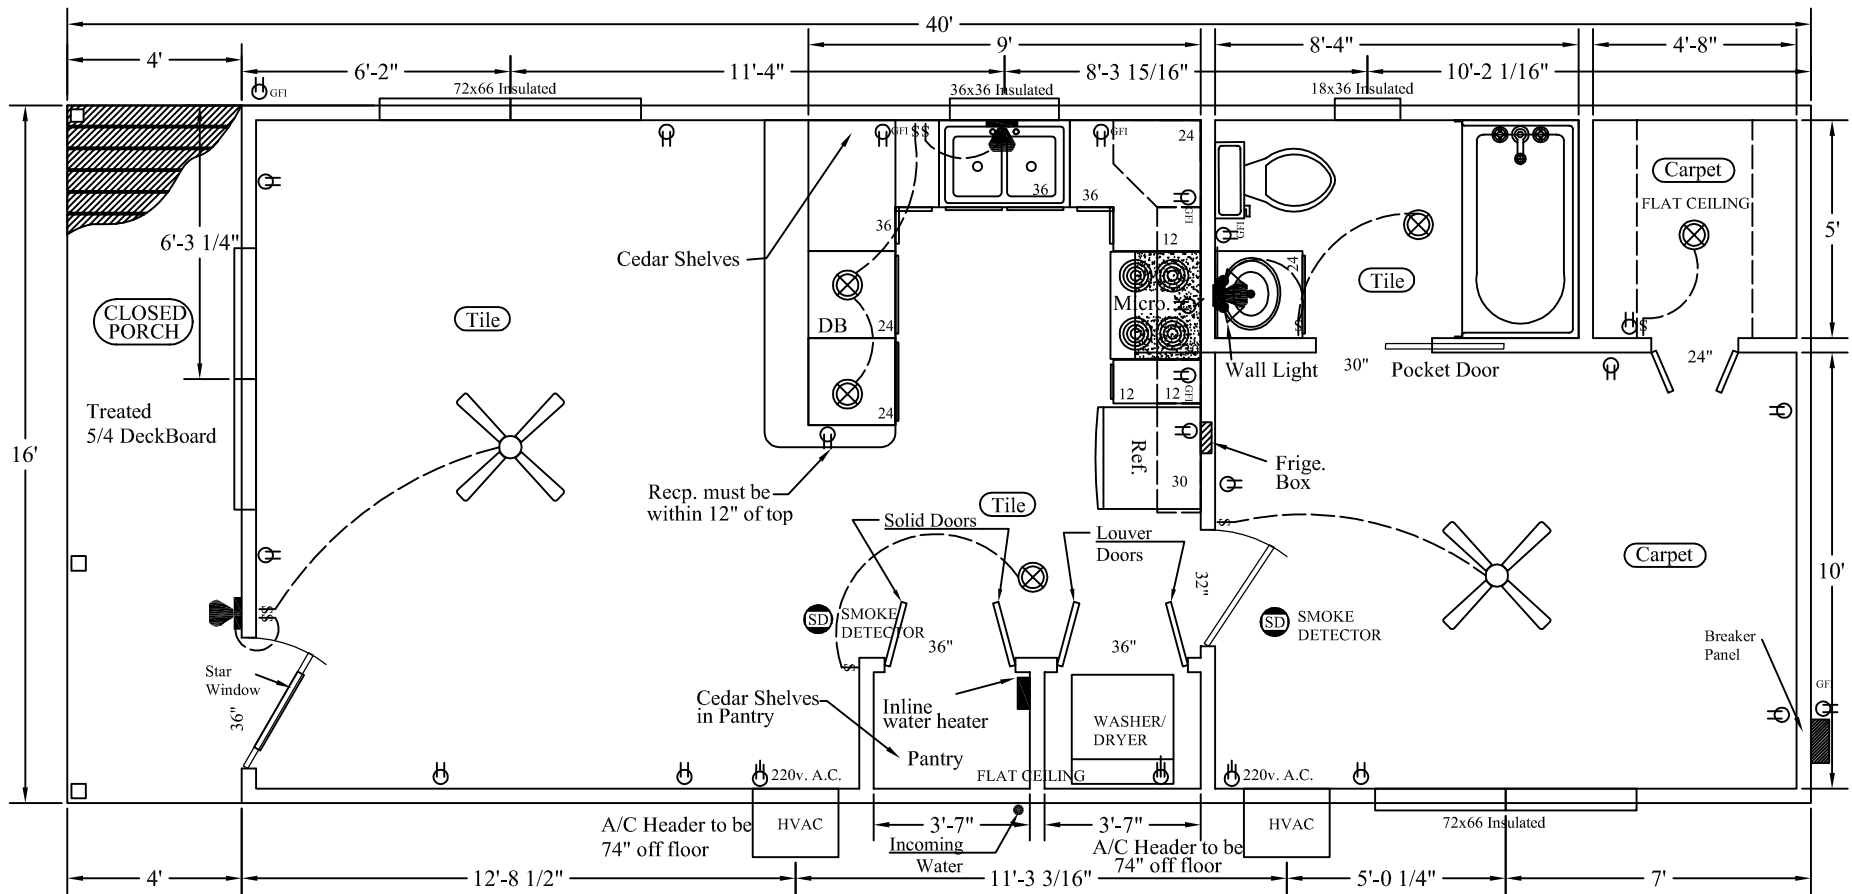 40'
4'
9'
8'-4"
4'-8"
6'-2"
11'-4"
8'-3 15/16"
10'-2 1/16"
72x66 Insulated
36x36 Insulated
18x36 Insulated
GFI
GFI
$$
GFI
24
36
36
36
GFI
12
GFI
24
Carpet
FLAT CEILING
5'
6'-3 1/4"
Cedar Shelves
CLOSED
PORCH
Tile
DB
24
Micro.
Tile
$
$
16'
Wall Light
30"
Pocket Door
24"
Treated
5/4 DeckBoard
24
12
12
GFI
Ref.
30
Frige.
Box
Recp. must be
within 12" of top
Tile
Solid Doors
Louver
Doors
$
Carpet
10'
32"
$$
SD
SMOKE
DETECTOR
SD
SMOKE
DETECTOR
36"
36"
$
Star
Window
36"
Breaker
Panel
GFI
Cedar Shelves
in Pantry
Inline
water heater
WASHER/
DRYER
Pantry
220v. A.C.
FLAT CEILING
220v. A.C.
HVAC
HVAC
A/C Header to be
74" off floor
3'-7"
3'-7"
Incoming
Water
A/C Header to be
74" off floor
72x66 Insulated
4'
12'-8 1/2"
11'-3 3/16"
5'-0 1/4"
7'